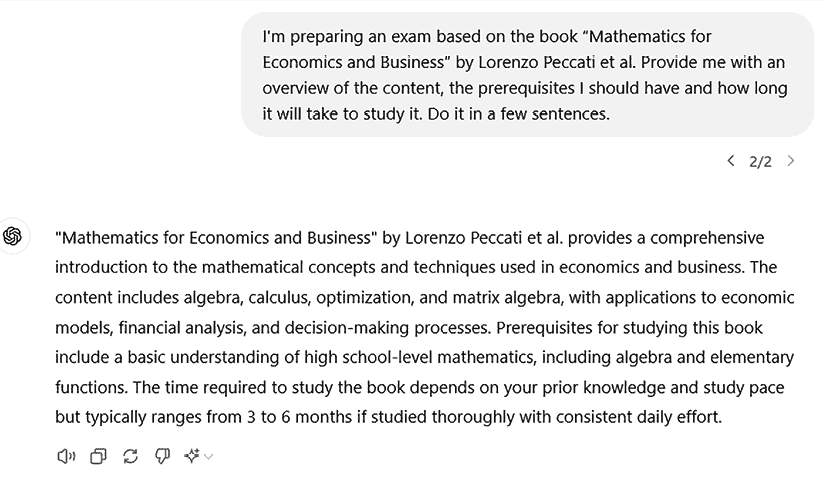 I'm preparing an exam based on the book “Mathematics for
Economics and Business” by Lorenzo Peccati et al. Provide me with an
overview of the content, the prerequisites I should have and how long
it will take to study it. Do it in a few sentences.
2/2
"Mathematics for Economics and Business" by Lorenzo Peccati et al. provides a comprehensive
introduction to the mathematical concepts and techniques used in economics and business. The
content includes algebra, calculus, optimization, and matrix algebra, with applications to economic
models, financial analysis, and decision-making processes. Prerequisites for studying this book
include a basic understanding of high school-level mathematics, including algebra and elementary
functions. The time required to study the book depends on your prior knowledge and study pace
but typically ranges from 3 to 6 months if studied thoroughly with consistent daily effort.